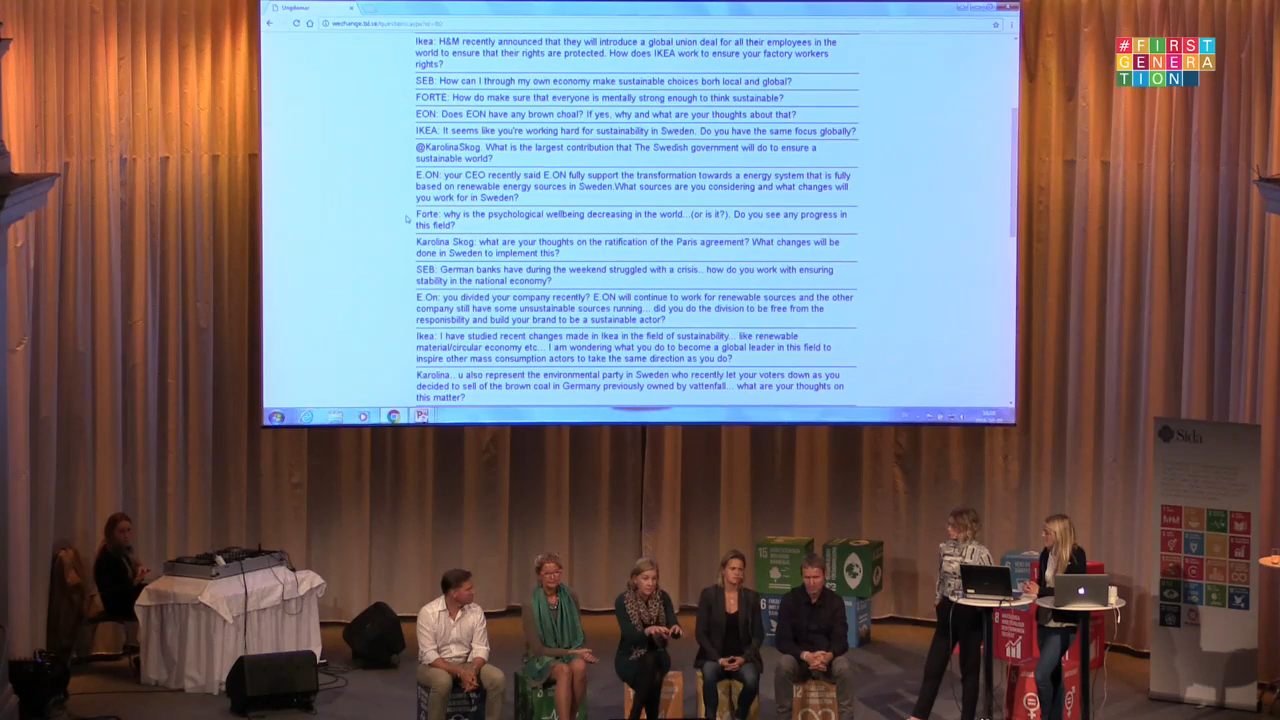 Ungdomar
wechange.bd.se/question.aspx?id=80
Ikea: H&M recently announced that they will introduce a global union deal for all their employees in the
world to ensure that their rights are protected. How does IKEA work to ensure your factory workers
rights?
SEB: How can I through my own economy make sustainable choices borh local and global?
FORTE: How do make sure that everyone is mentally strong enough to think sustainable?
EON: Does EON have any brown choal? If yes, why and what are your thoughts about that?
IKEA: It seems like you're working hard for sustainability in Sweden. Do you have the same focus globally?
@KarolinaSkog. What is the largest contribution that The Swedish government will do to ensure a
sustainable world?
E.ON: your CEO recently said E.ON fully support the transformation towards a energy system that is fully
based on renewable energy sources in Sweden.What sources are you considering and what changes will
you work for in Sweden?
Forte: why is the psychological wellbeing decreasing in the world...(or is it?). Do you see any progress in
this field?
Karolina Skog: what are your thoughts on the ratification of the Paris agreement? What changes will be
done in Sweden to implement this?
SEB: German banks have during the weekend struggled with a crisis.. how do you work with ensuring
stability in the national economy?
E.On: you divided your company recently? E.ON will continue to work for renewable sources and the other
company still have some unsustainable sources running... did you do the division to be free from the
responisbility and build your brand to be a sustainable actor?
Ikea: I have studied recent changes made in Ikea in the field of sustainability... like renewable
material/circular economy etc... I am wondering what you do to become a global leader in this field to
inspire other mass consumption actors to take the same direction as you do?
Karolina.. u also represent the environmental party in Sweden who recently let your voters down as you
decided to sell of the brown coal in Germany previously owned by vattenfall... what are your thoughts on
this matter?
#FIRST
GENERA
TION
Sida
15